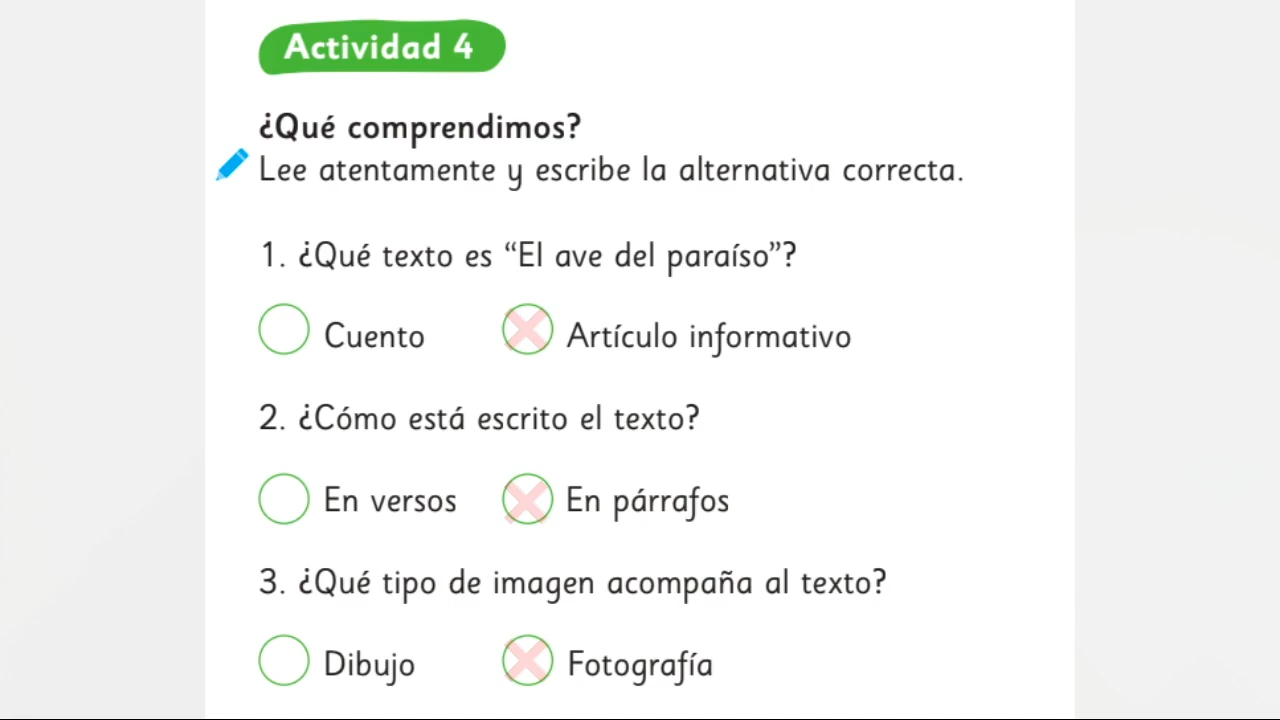 Actividad 4
¿Qué comprendimos?
Lee atentamente y escribe la alternativa correcta.
1. ¿Qué texto es “El ave del paraíso”?
Cuento Artículo informativo
2. ¿Cómo está escrito el texto?
En versos En párrafos
3. ¿Qué tipo de imagen acompaña al texto?
Dibujo Fotografía